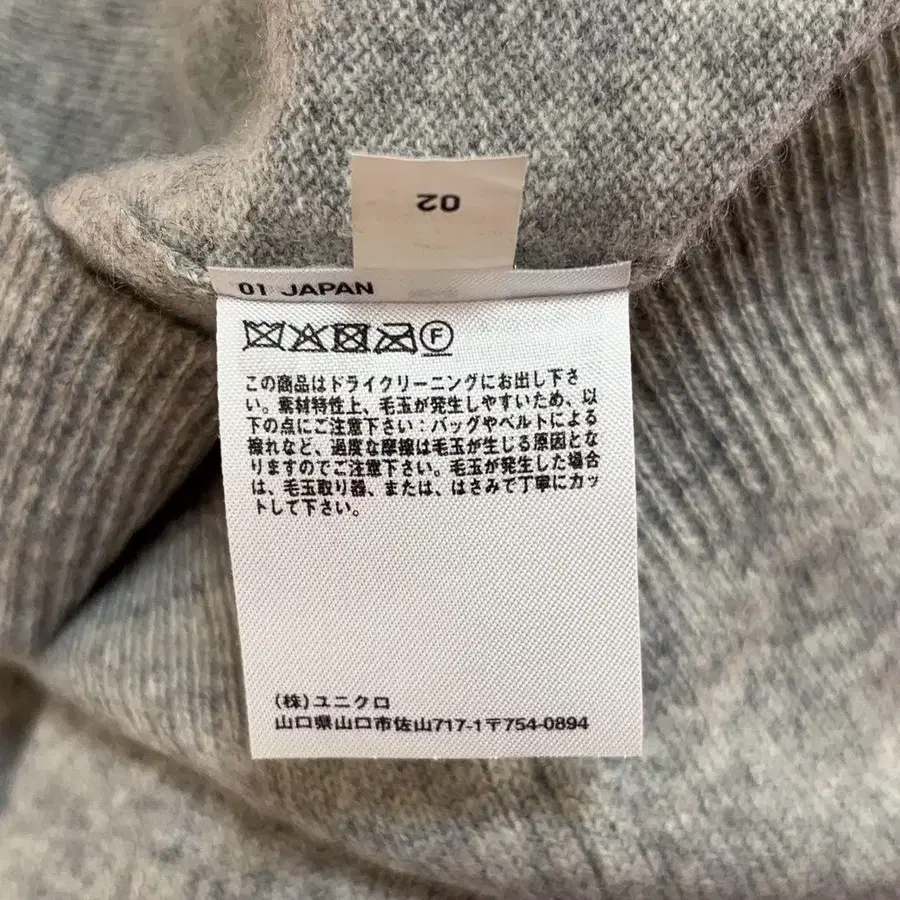 02
01 JAPAN
F
この商品はドライクリーニングにお出し下さ
い。素材特性上、毛玉が発生しやすいため、以
下の点にご注意下さい：バッグやベルトによる
擦れなど、過度な摩擦は毛玉が生じる原因とな
りますのでご注意下さい。毛玉が発生した場合
は、毛玉取り器、または、はさみで丁寧にカッ
トして下さい。
(株)ユニクロ
山口県山口市佐山717-1〒754-0894